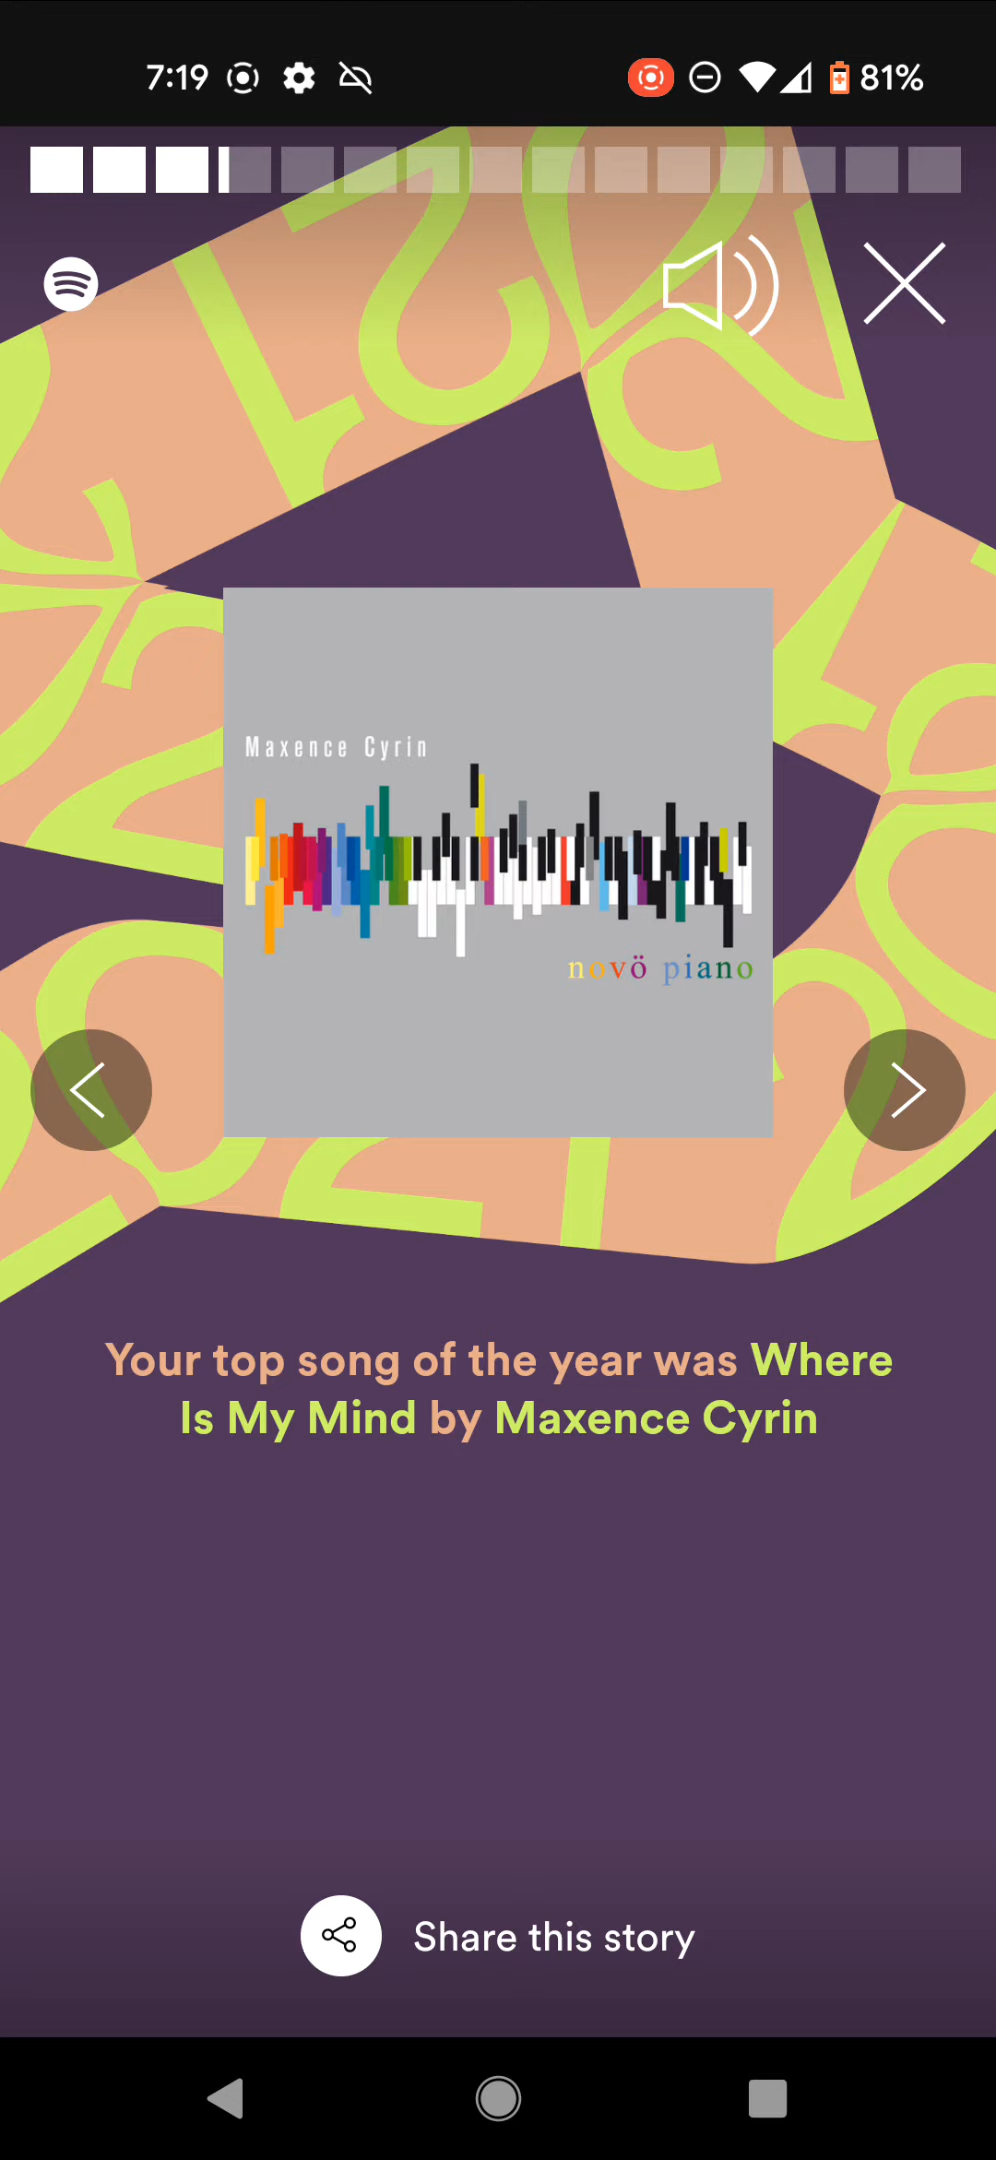 7:19
81%
Maxence Cyrin
novö piano
Your top song of the year was Where
Is My Mind by Maxence Cyrin
Share this story